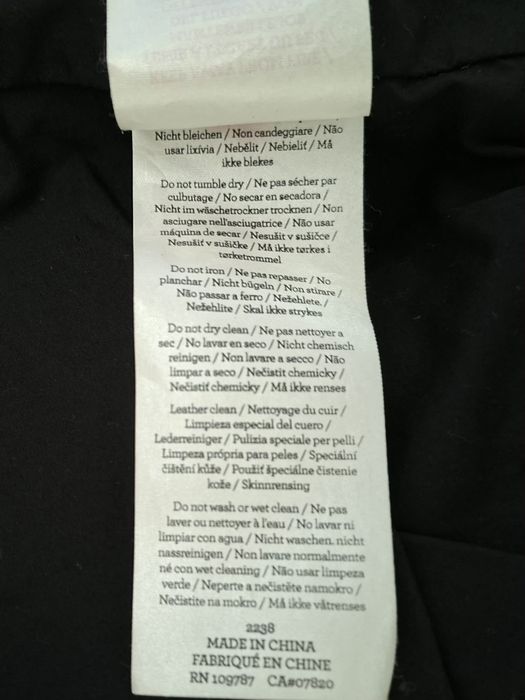 Nicht bleichen / Non candeggiare / Não
usar lixívia / Nebělit / Nebieliť / Må
ikke blekes
Do not tumble dry / Ne pas sécher par
culbutage / No secar en secadora /
Nicht im wäschetrockner trocknen / Non
asciugare nell'asciugatrice / Não usar
máquina de secar / Nesušit v sušičce /
Nesušiť v sušičke / Må ikke tørkes i
tørketrommel
Do not iron / Ne pas repasser / No
planchar / Nicht bügeln / Non stirare /
Não passar a ferro / Nežehlete. /
Nežehlite / Skal ikke strykes
Do not dry clean / Ne pas nettoyer a
sec / No lavar en seco / Nicht chemisch
reinigen / Non lavare a secco / Não
limpar a seco / Nečistit chemicky /
Nečistiť chemicky / Må ikke renses
Leather clean / Nettoyage du cuir /
Limpieza especial del cuero /
Lederreiniger / Pulizia speciale per pelli /
Limpeza própria para peles / Speciální
čištění kůže / Použiť špeciálne čistenie
kože / Skinnrensing
Do not wash or wet clean / Ne pas
laver ou nettoyer à l'eau / No lavar ni
limpiar con agua / Nicht waschen. nicht
nassreinigen / Non lavare normalmente
né con wet cleaning / Não usar limpeza
verde / Neperte a nečistěte namokro /
Nečistite na mokro / Må ikke våtrenses
2238
MADE IN CHINA
FABRIQUÉ EN CHINE
RN 109787 CA#07820